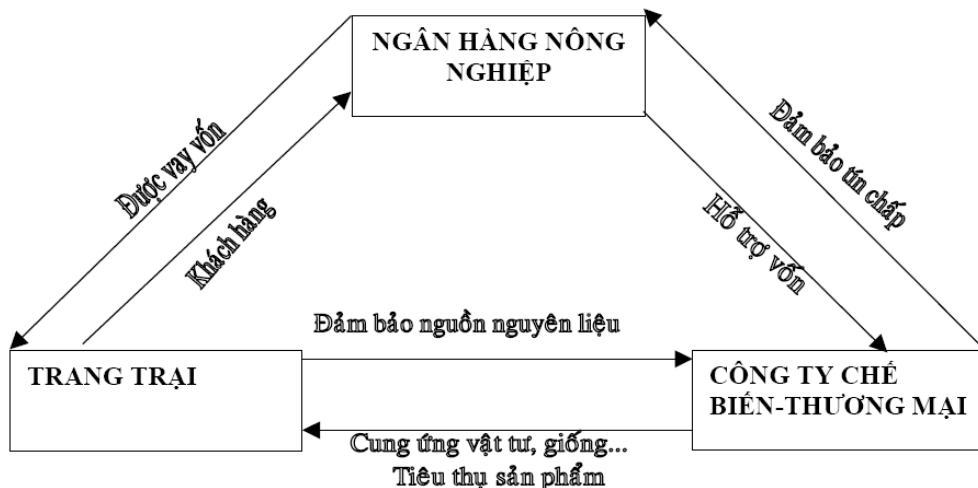 NGÂN HÀNG NÔNG
NGHIỆP
Được vay vốn
Khách hàng
Đảm bảo tín chấp
Hổ trợ vốn
Đảm bảo nguồn nguyên liệu
TRANG TRẠI
CÔNG TY CHẾ
BIẾN-THƯƠNG MẠI
Cung ứng vật tư, giống...
Tiêu thụ sản phẩm